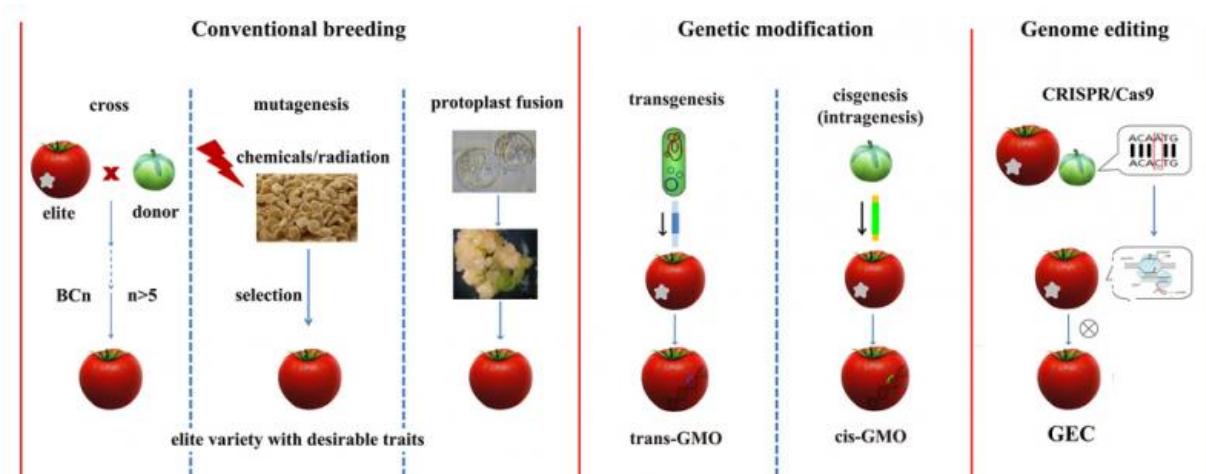 Conventional breeding
Genetic modification
Genome editing
cross
mutagenesis
protoplast fusion
transgenesis
cisgenesis
(intragenesis)
CRISPR/Cas9
chemicals/radiation
ACAATG
ACACTG
elite
donor
BCn
n>5
selection
elite variety with desirable traits
trans-GMO
cis-GMO
GEC